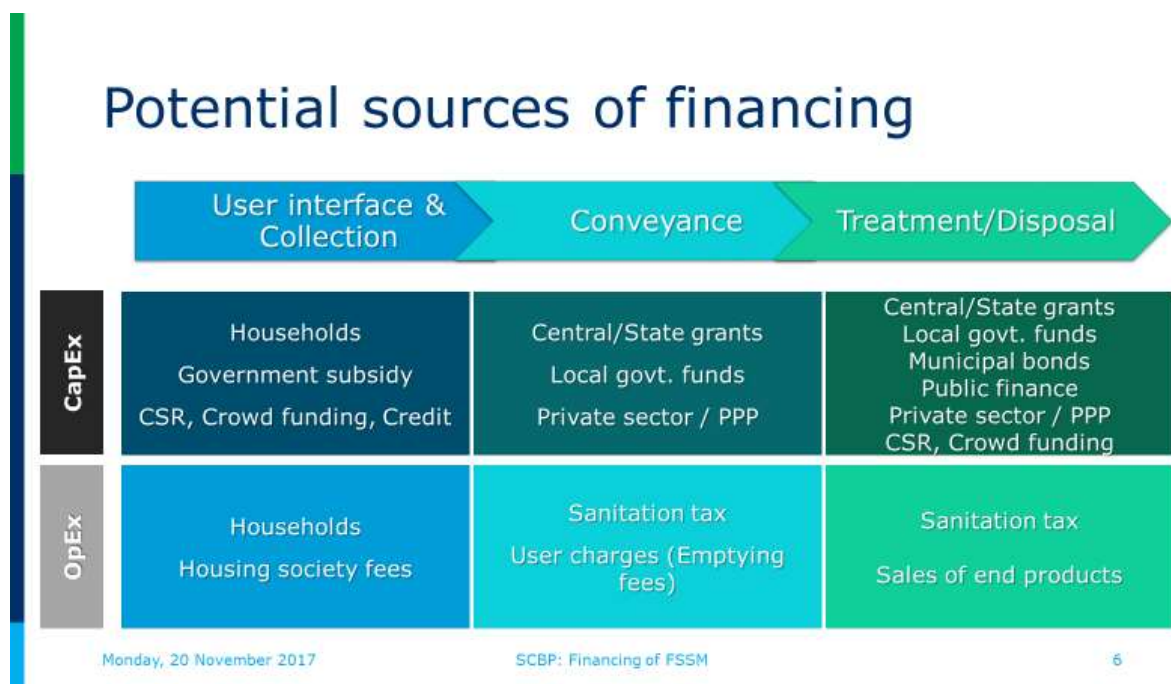 Potential sources of financing
User interface &
Collection
Conveyance
Treatment/Disposal
CapEx
Households
Government subsidy
CSR, Crowd funding, Credit
Central/State grants
Local govt. funds
Private sector / PPP
Central/State grants
Local govt. funds
Municipal bonds
Public finance
Private sector / PPP
CSR, Crowd funding
OpEx
Households
Housing society fees
Sanitation tax
User charges (Emptying
fees)
Sanitation tax
Sales of end products
Monday, 20 November 2017
SCBP: Financing of FSSM
6